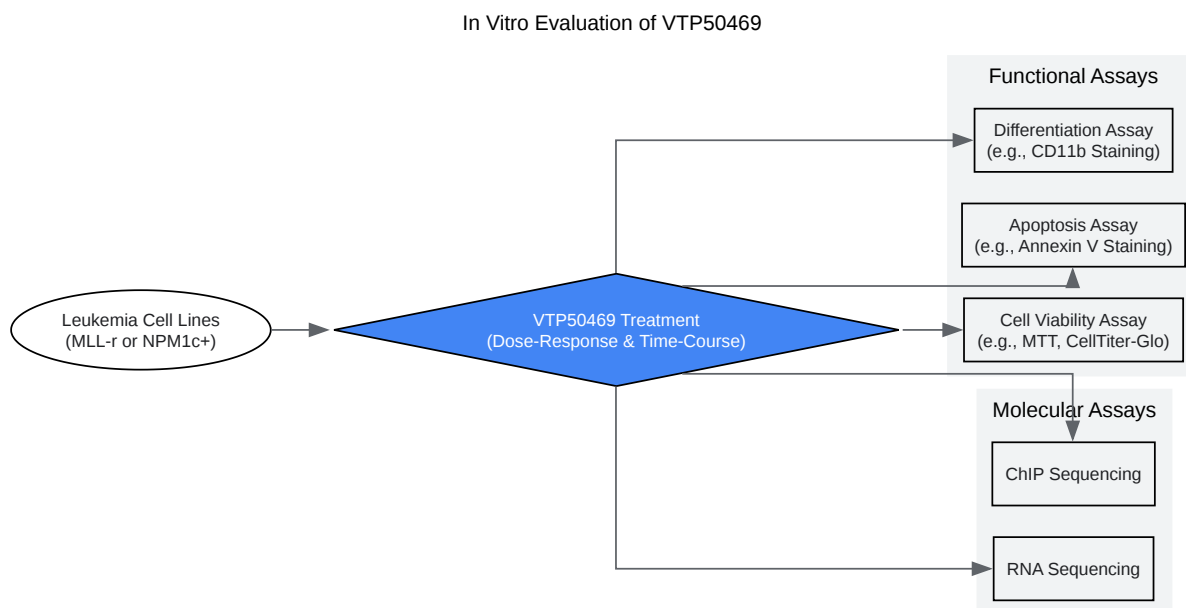 In Vitro Evaluation of VTP50469
Functional Assays
Differentiation Assay
(e.g., CD11b Staining)
Apoptosis Assay
(e.g., Annexin V Staining)
Leukemia Cell Lines
(MLL-r or NPM1c+)
VTP50469 Treatment
(Dose-Response & Time-Course)
Cell Viability Assay
(e.g., MTT, CellTiter-Glo)
Molecular Assays
ChIP Sequencing
RNA Sequencing